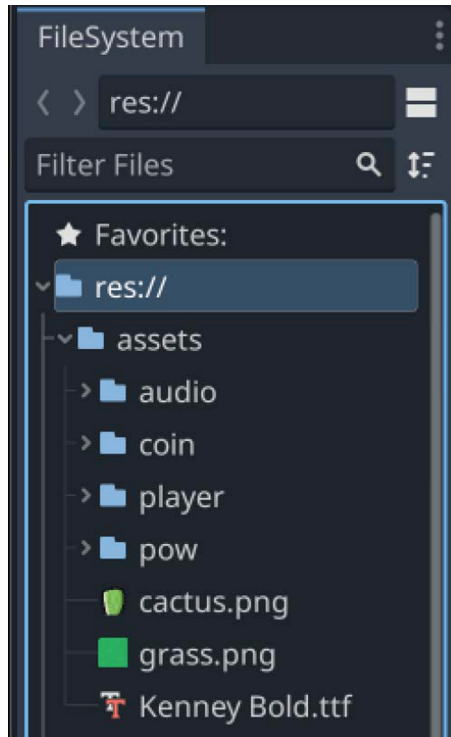 FileSystem
res://
Filter Files
Favorites:
res://
assets
audio
coin
player
pow
cactus.png
grass.png
Kenney Bold.ttf